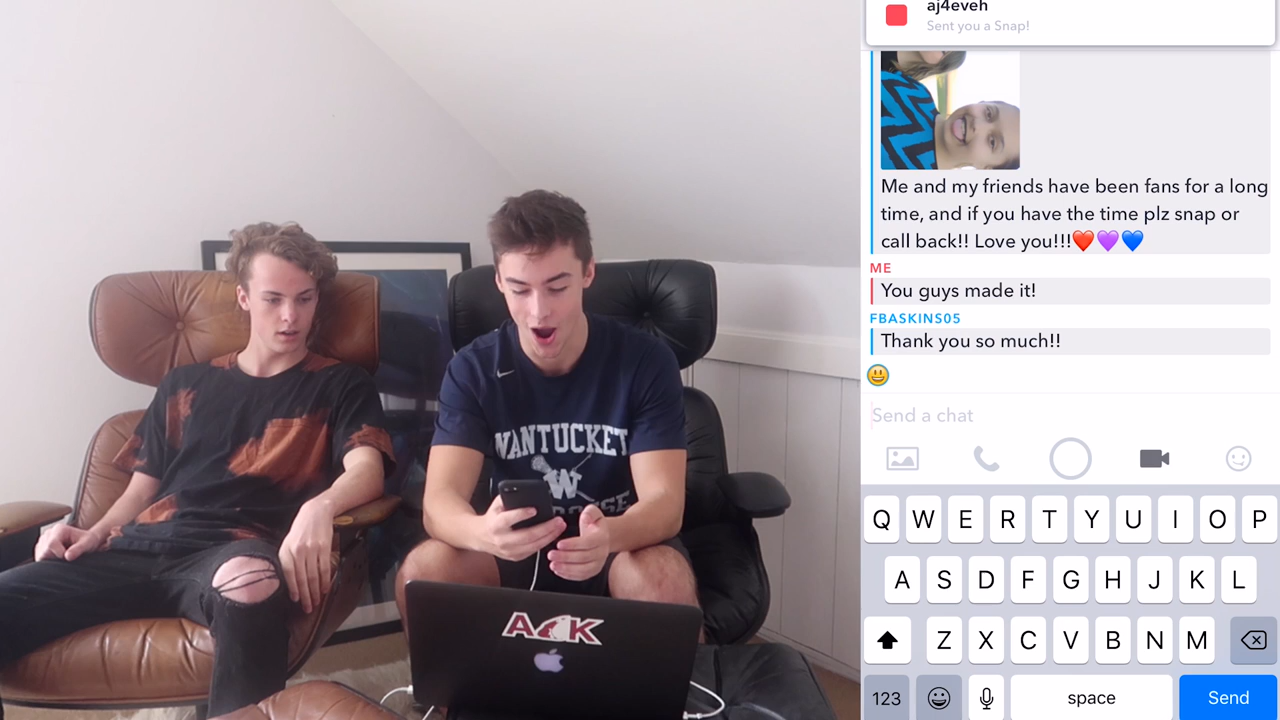 aj4eveh
Sent you a Snap!
Me and my friends have been fans for a long
time, and if you have the time plz snap or
call back!! Love you!!!❤️💜💙
ME
You guys made it!
FBASKINS05
Thank you so much!!
Send a chat
Q W E R T Y U I O P
A S D F G H J K L
Z X C V B N M
123 space Send
WANTUCKET
W
AK